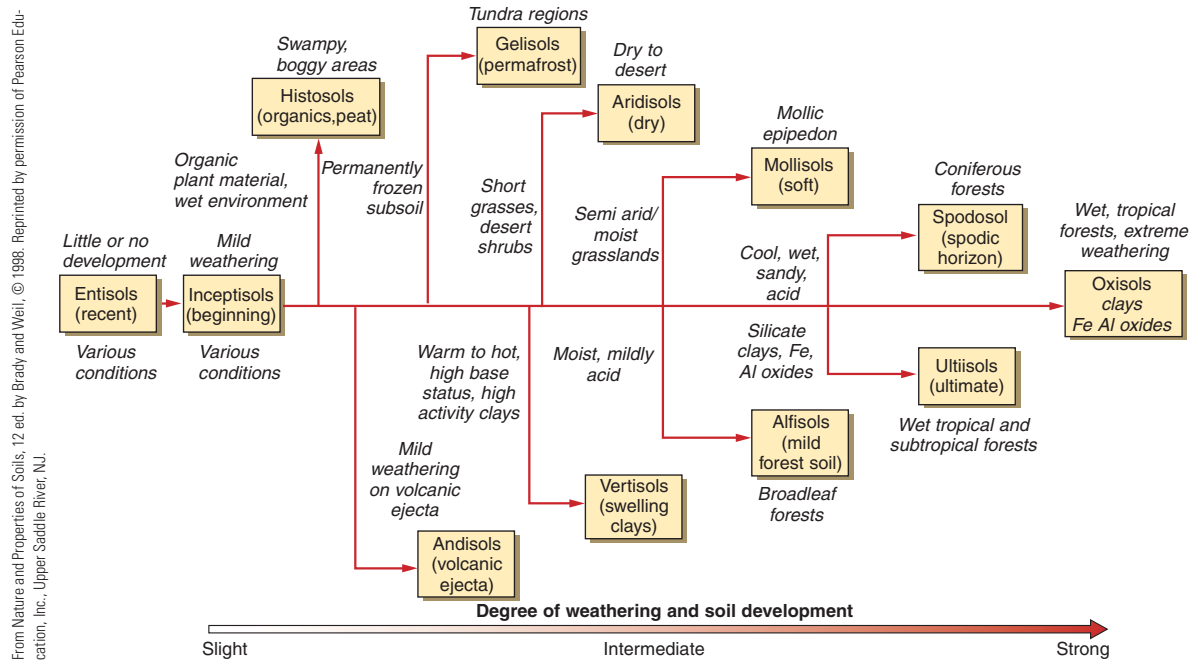 From Nature and Properties of Soils, 12 ed. by Brady and Weil, © 1998. Reprinted by permission of Pearson Edu-
cation, Inc., Upper Saddle River, NJ.
Tundra regions
Gelisols
(permafrost)
Swampy,
boggy areas
Histosols
(organics,peat)
Dry to
desert
Aridisols
(dry)
Mollic
epipedon
Mollisols
(soft)
Organic
plant material,
wet environment
Permanently
frozen
subsoil
Short
grasses,
desert
shrubs
Semi arid/
moist
grasslands
Coniferous
forests
Spodosol
(spodic
horizon)
Cool, wet,
sandy,
acid
Wet, tropical
forests, extreme
weathering
Oxisols
clays
Fe Al oxides
Little or no
development
Entisols
(recent)
Various
conditions
Mild
weathering
Inceptisols
(beginning)
Various
conditions
Warm to hot,
high base
status, high
activity clays
Moist, mildly
acid
Silicate
clays, Fe,
Al oxides
Ultiisols
(ultimate)
Wet tropical and
subtropical forests
Alfisols
(mild
forest soil)
Broadleaf
forests
Mild
weathering
on volcanic
ejecta
Vertisols
(swelling
clays)
Andisols
(volcanic
ejecta)
Degree of weathering and soil development
Slight
Intermediate
Strong